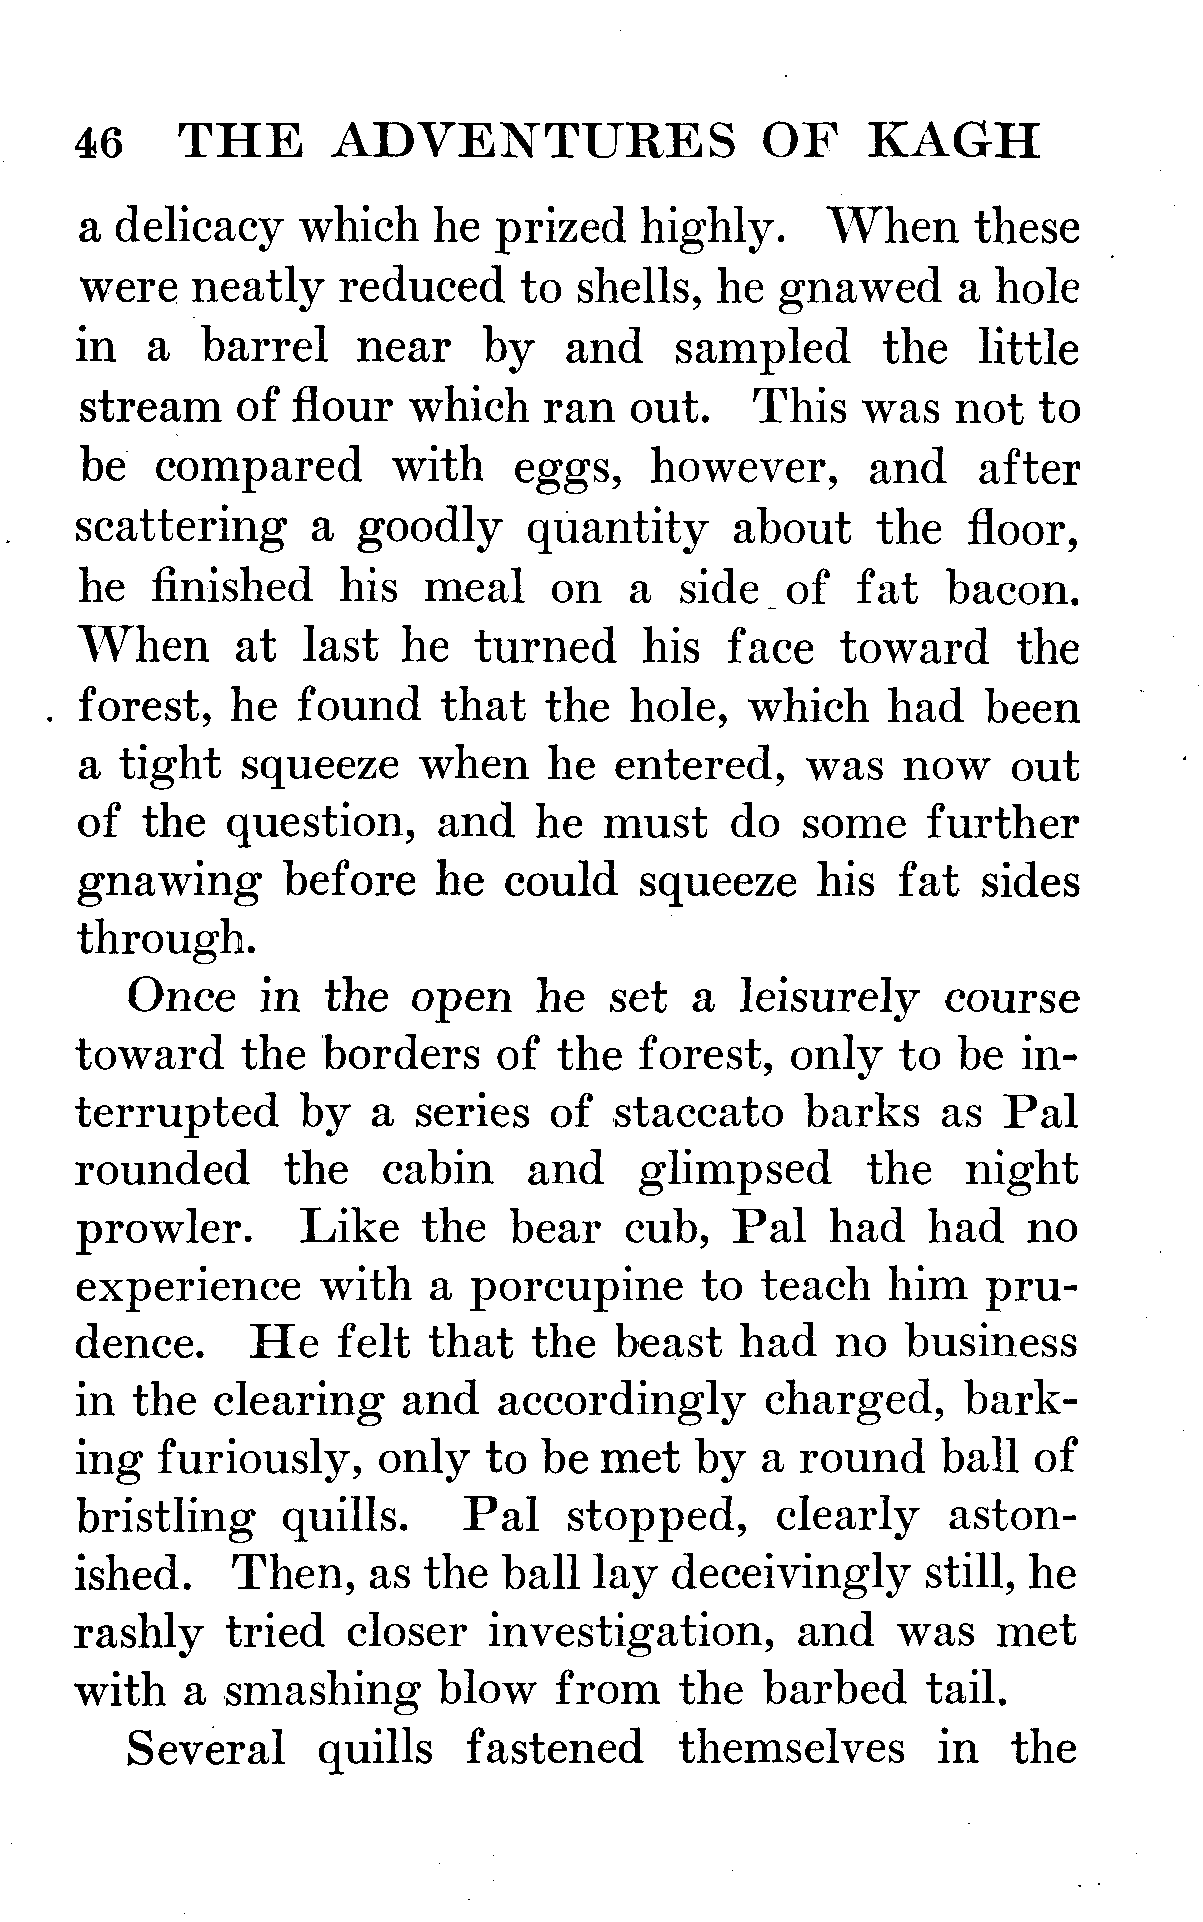 46 THE ADVENTURES OF KAGH
a delicacy which he prized highly. When these
were neatly reduced to shells, he gnawed a hole
in a barrel near by and sampled the little
stream of flour which ran out. This was not to
be compared with eggs, however, and after
scattering a goodly quantity about the floor,
he finished his meal on a side of fat bacon.
When at last he turned his face toward the
forest, he found that the hole, which had been
a tight squeeze when he entered, was now out
of the question, and he must do some further
gnawing before he could squeeze his fat sides
through.
Once in the open he set a leisurely course
toward the borders of the forest, only to be in-
terrupted by a series of staccato barks as Pal
rounded the cabin and glimpsed the night
prowler. Like the bear cub, Pal had had no
experience with a porcupine to teach him pru-
dence. He felt that the beast had no business
in the clearing and accordingly charged, bark-
ing furiously, only to be met by a round ball of
bristling quills. Pal stopped, clearly aston-
ished. Then, as the ball lay deceivingly still, he
rashly tried closer investigation, and was met
with a smashing blow from the barbed tail.
Several quills fastened themselves in the